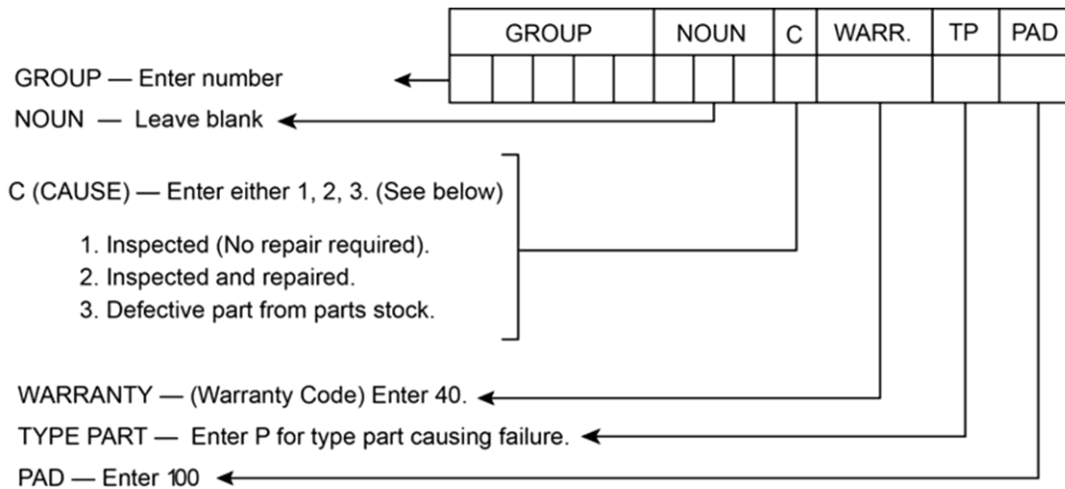 GROUP NOUN C WARR. TP PAD
GROUP — Enter number
NOUN — Leave blank
C (CAUSE) — Enter either 1, 2, 3. (See below)
1. Inspected (No repair required).
2. Inspected and repaired.
3. Defective part from parts stock.
WARRANTY — (Warranty Code) Enter 40.
TYPE PART — Enter P for type part causing failure.
PAD — Enter 100